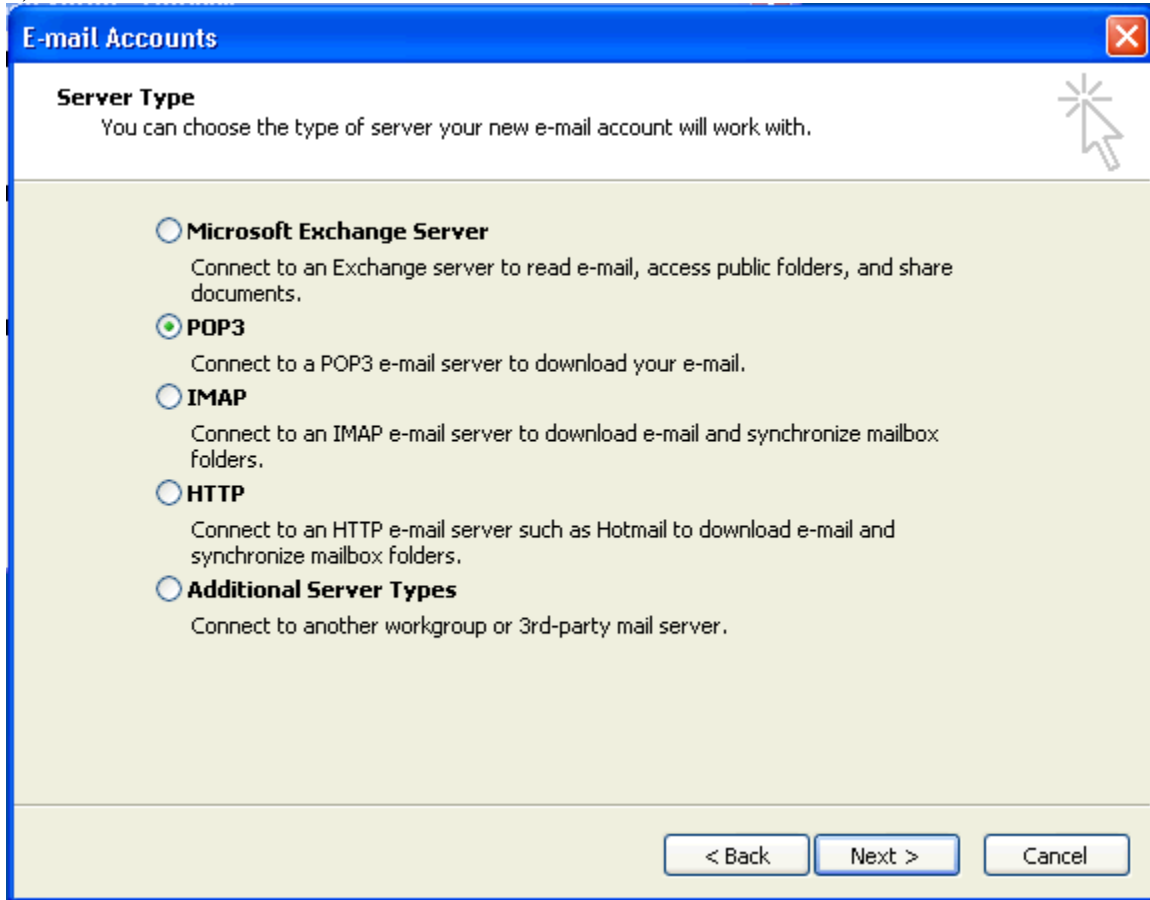 E-mail Accounts
Server Type
You can choose the type of server your new e-mail account will work with.
Microsoft Exchange Server
Connect to an Exchange server to read e-mail, access public folders, and share
documents.
POP3
Connect to a POP3 e-mail server to download your e-mail.
IMAP
Connect to an IMAP e-mail server to download e-mail and synchronize mailbox
folders.
HTTP
Connect to an HTTP e-mail server such as Hotmail to download e-mail and
synchronize mailbox folders.
Additional Server Types
Connect to another workgroup or 3rd-party mail server.
< Back Next > Cancel